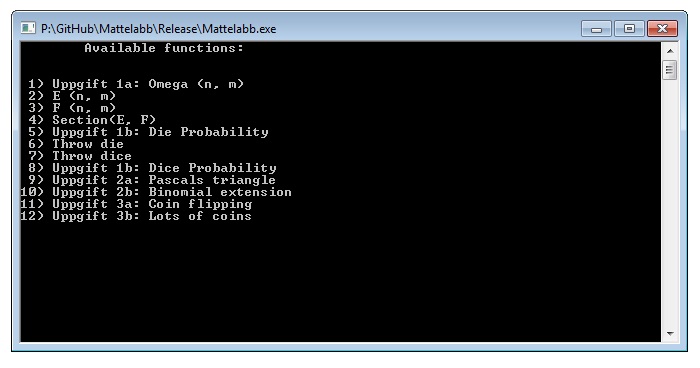 P:\GitHub\Mattelabb\Release\Mattelabb.exe
Available functions:
1) Uppgift 1a: Omega (n, m)
2) E (n, m)
3) F (n, m)
4) Section(E, F)
5) Uppgift 1b: Die Probability
6) Throw die
7) Throw dice
8) Uppgift 1b: Dice Probability
9) Uppgift 2a: Pascals triangle
10) Uppgift 2b: Binomial extension
11) Uppgift 3a: Coin flipping
12) Uppgift 3b: Lots of coins